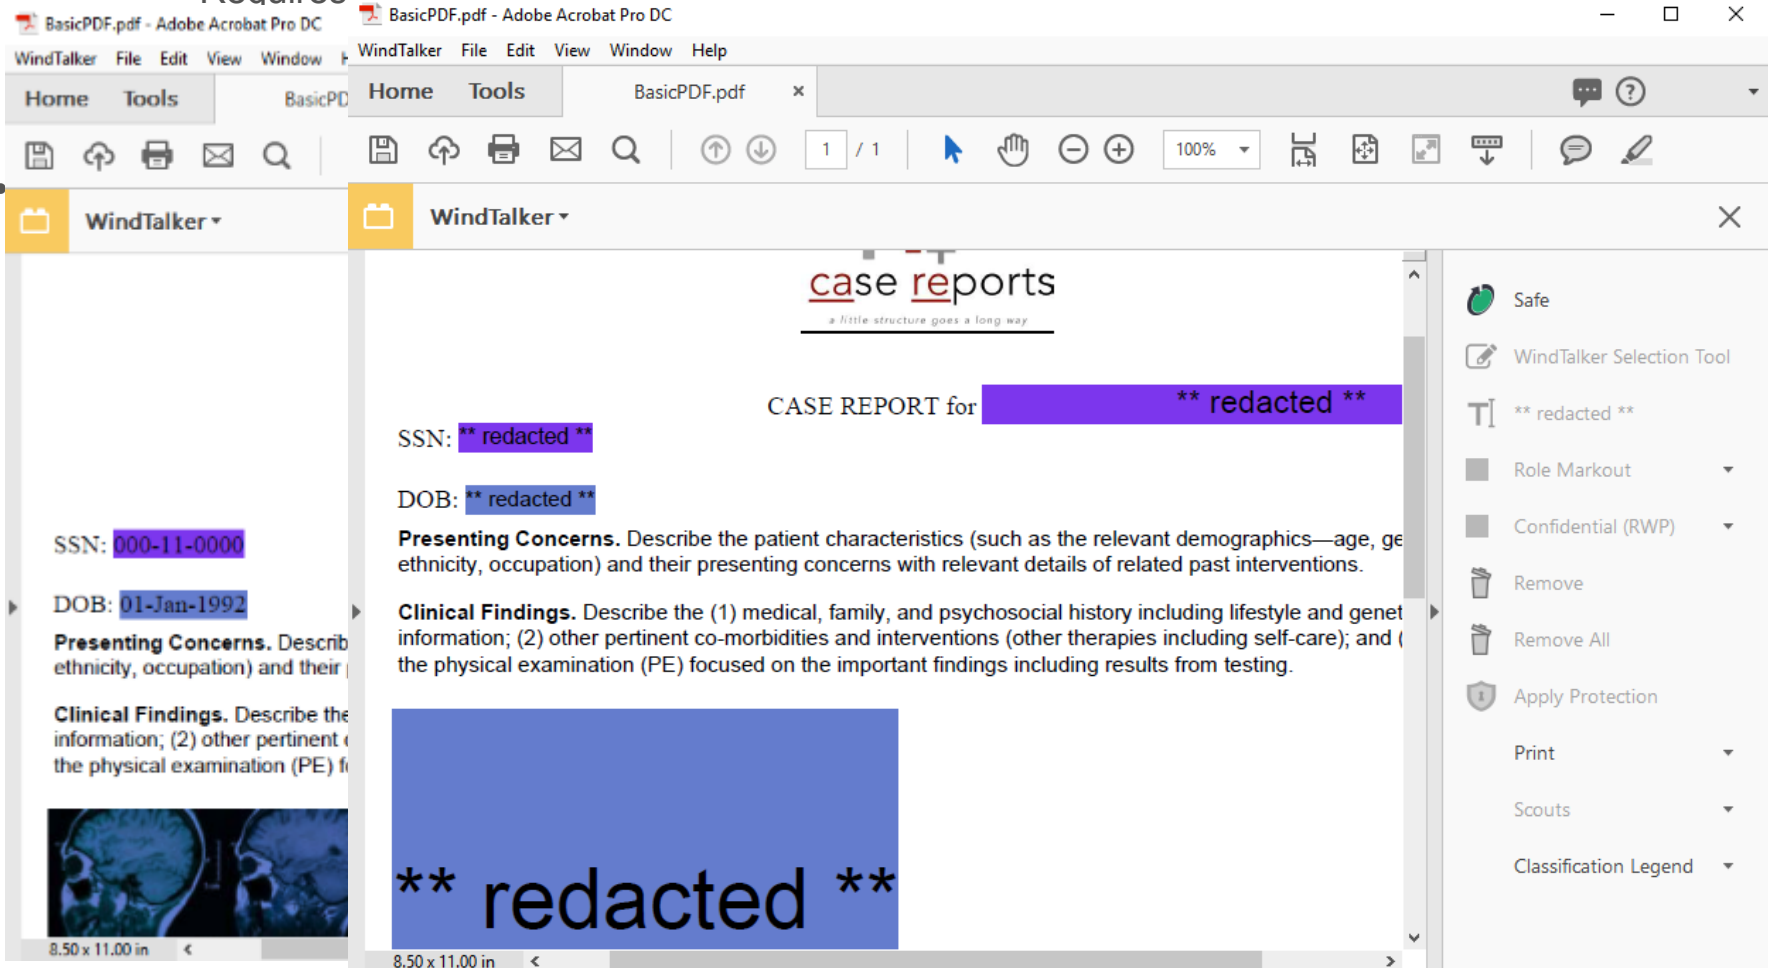 Requires
BasicPDF.pdf - Adobe Acrobat Pro DC
WindTalker File Edit View Window
Home Tools
WindTalker
SSN: 000-11-0000
DOB: 01-Jan-1992
Presenting Concerns.
ethnicity, occupation) and their
Clinical Findings. Describe the
information; (2) other pertinent
the physical examination (PE)
8.50 x 11.00 in
BasicPDF.pdf - Adobe Acrobat Pro DC
WindTalker File Edit View Window Help
Home Tools BasicPDF.pdf
1 / 1 100%
WindTalker
case reports
a little structure goes a long way
CASE REPORT for ** redacted **
SSN: ** redacted **
DOB: ** redacted **
Presenting Concerns. Describe the patient characteristics (such as the relevant demographics—age, ge
ethnicity, occupation) and their presenting concerns with relevant details of related past interventions.
Clinical Findings. Describe the (1) medical, family, and psychosocial history including lifestyle and genet
information; (2) other pertinent co-morbidities and interventions (other therapies including self-care); and (
the physical examination (PE) focused on the important findings including results from testing.
** redacted **
8.50 x 11.00 in
Safe
WindTalker Selection Tool
** redacted **
Role Markout
Confidential (RWP)
Remove
Remove All
Apply Protection
Print
Scouts
Classification Legend